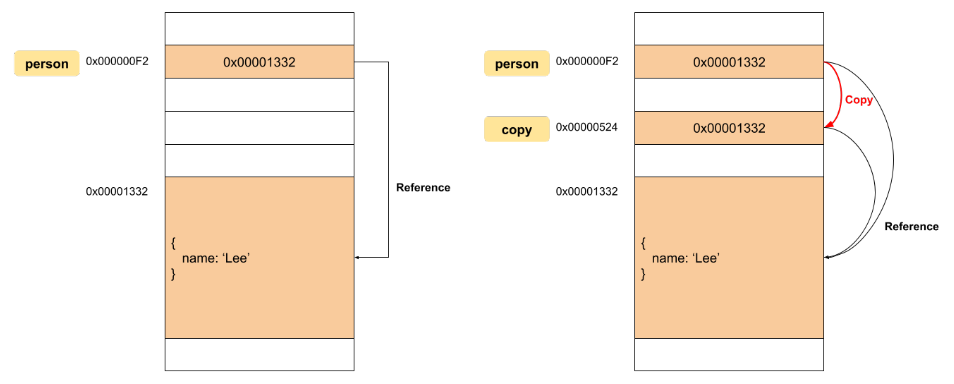 person
0x000000F2
0x00001332
0x00001332
Reference
{
name: ‘Lee’
}
person
0x000000F2
0x00001332
Copy
copy
0x00000524
0x00001332
0x00001332
Reference
{
name: ‘Lee’
}